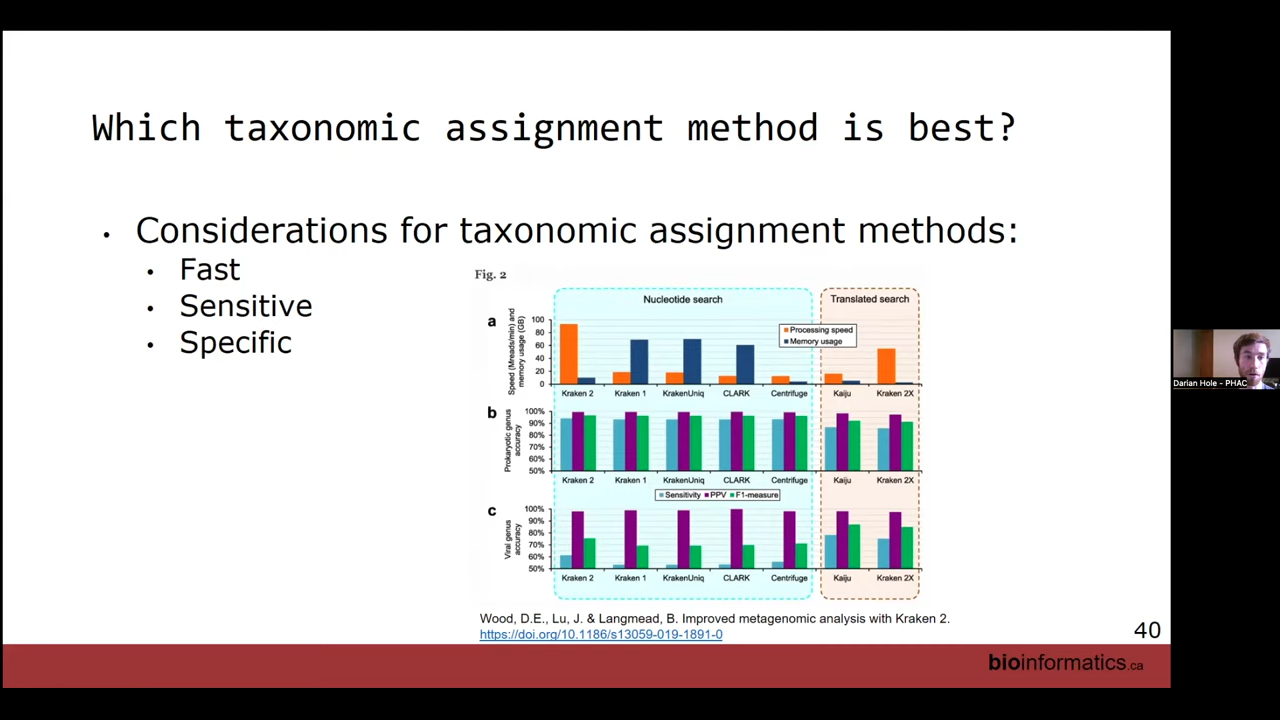 Which taxonomic assignment method is best?
• Considerations for taxonomic assignment methods:
• Fast
• Sensitive
• Specific
Fig. 2
Nucleotide search
Translated search
a
Speed (Mreads/min) and
memory usage (GB)
100
80
60
40
20
0
Processing speed
Memory usage
Kraken 2 Kraken 1 KrakenUniq CLARK Centrifuge Kaiju Kraken 2X
b
Prokaryotic genus
accuracy
100%
90%
80%
70%
60%
50%
Kraken 2 Kraken 1 KrakenUniq CLARK Centrifuge Kaiju Kraken 2X
Sensitivity PPV F1-measure
c
Viral genus
accuracy
100%
90%
80%
70%
60%
50%
Kraken 2 Kraken 1 KrakenUniq CLARK Centrifuge Kaiju Kraken 2X
Wood, D.E., Lu, J. & Langmead, B. Improved metagenomic analysis with Kraken 2.
https://doi.org/10.1186/s13059-019-1891-0
40
bioinformatics.ca
Darian Hole - PHAC